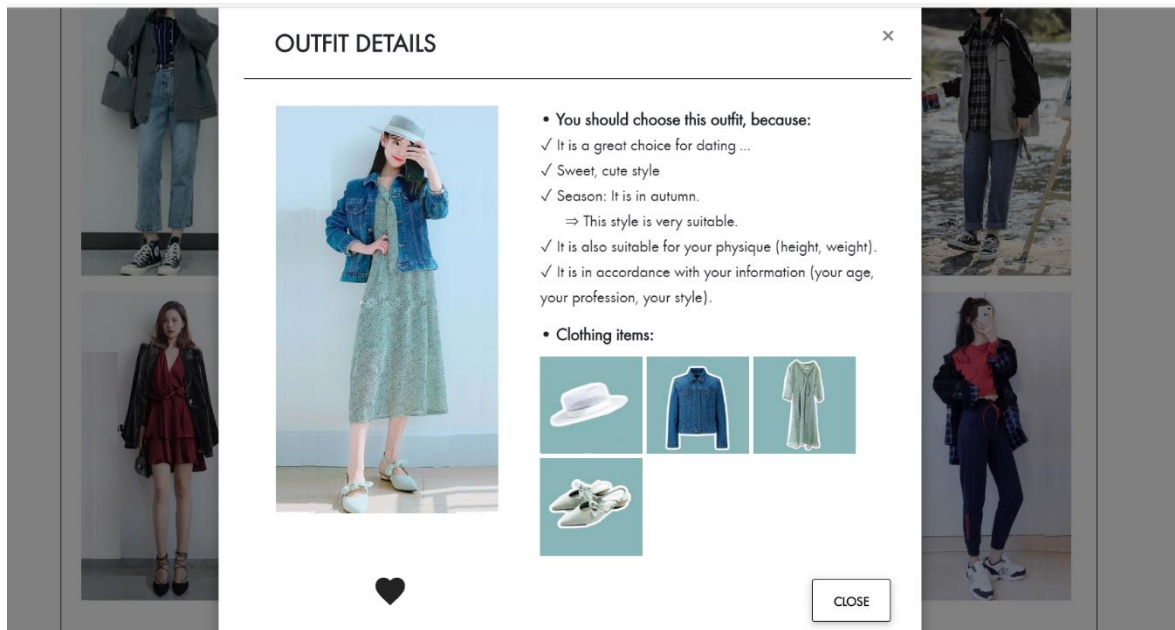 OUTFIT DETAILS
×
• You should choose this outfit, because:
✓ It is a great choice for dating ...
✓ Sweet, cute style
✓ Season: It is in autumn.
⇒ This style is very suitable.
✓ It is also suitable for your physique (height, weight).
✓ It is in accordance with your information (your age,
your profession, your style).
• Clothing items:
CLOSE